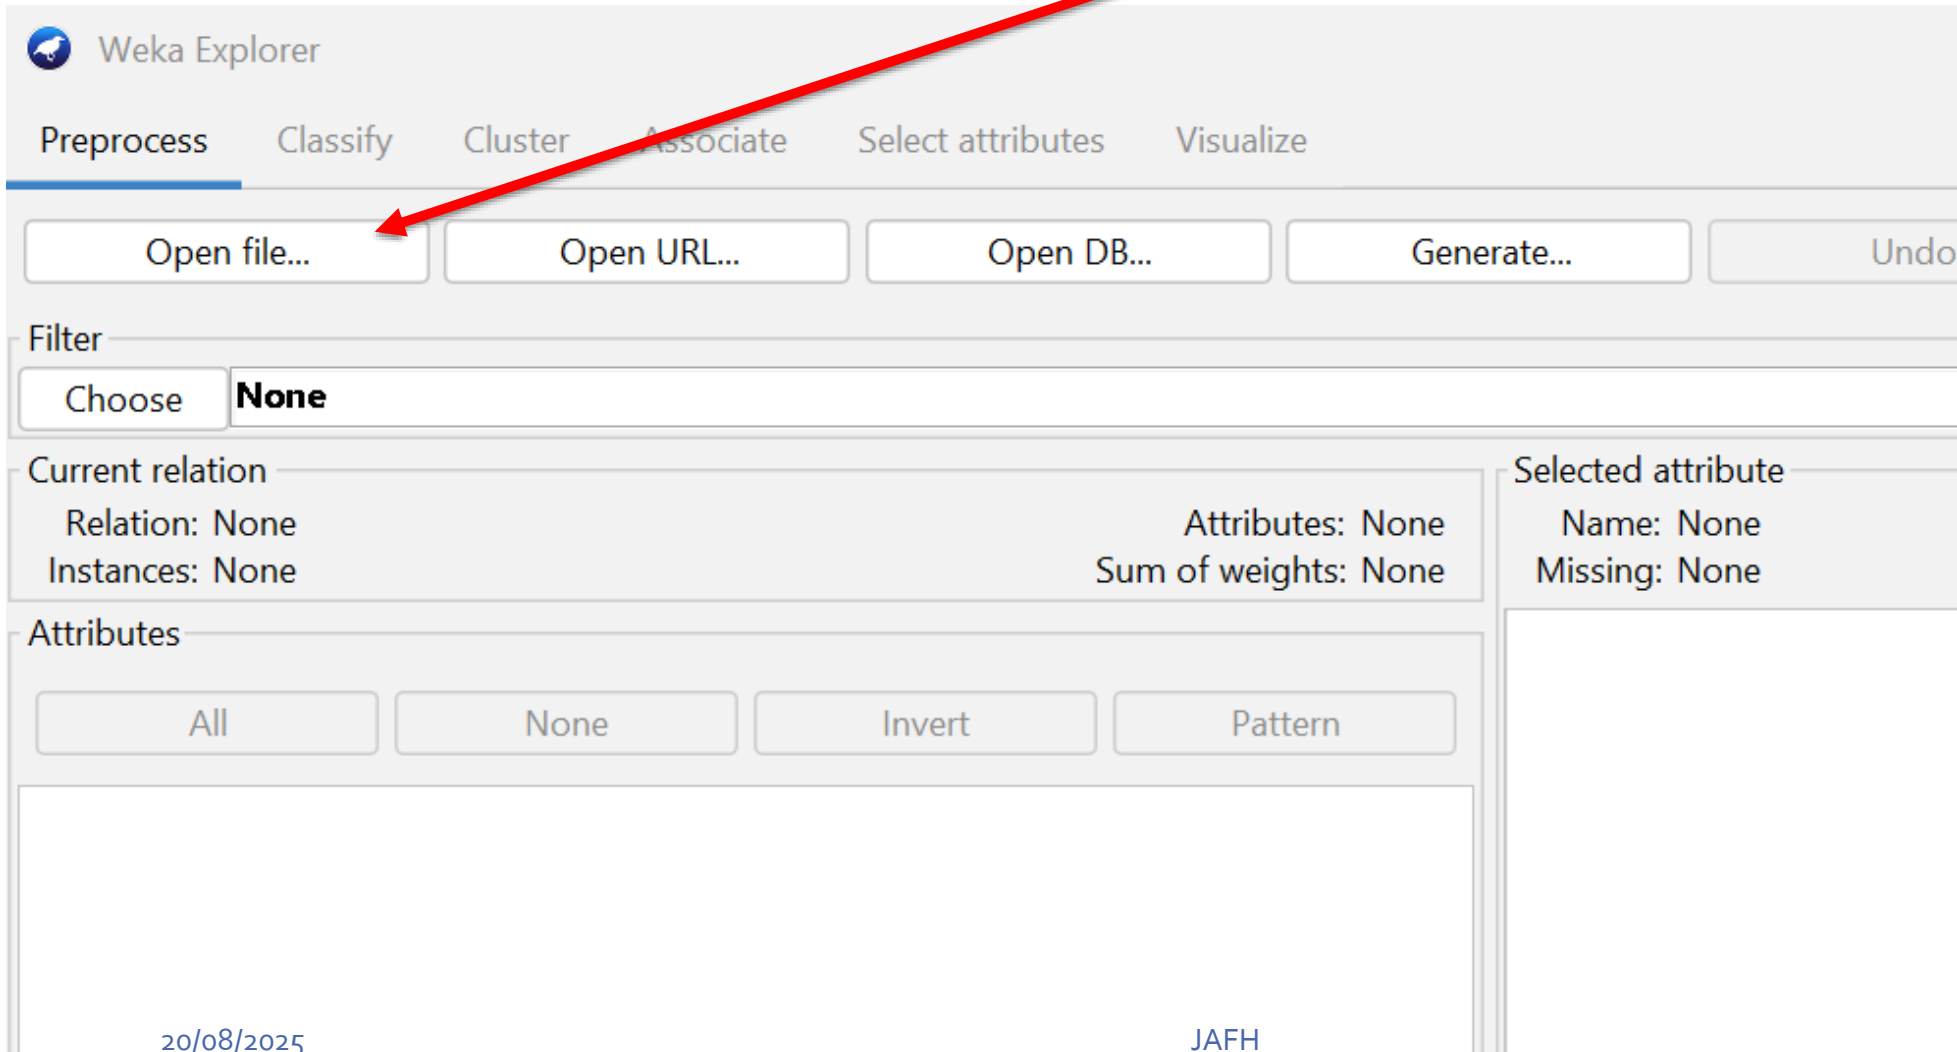 Weka Explorer
Preprocess Classify Cluster Associate Select attributes Visualize
Open file... Open URL... Open DB... Generate... Undo
Filter
Choose None
Current relation Selected attribute
Relation: None Attributes: None Name: None
Instances: None Sum of weights: None Missing: None
Attributes
All None Invert Pattern
20/08/2025 JAFH